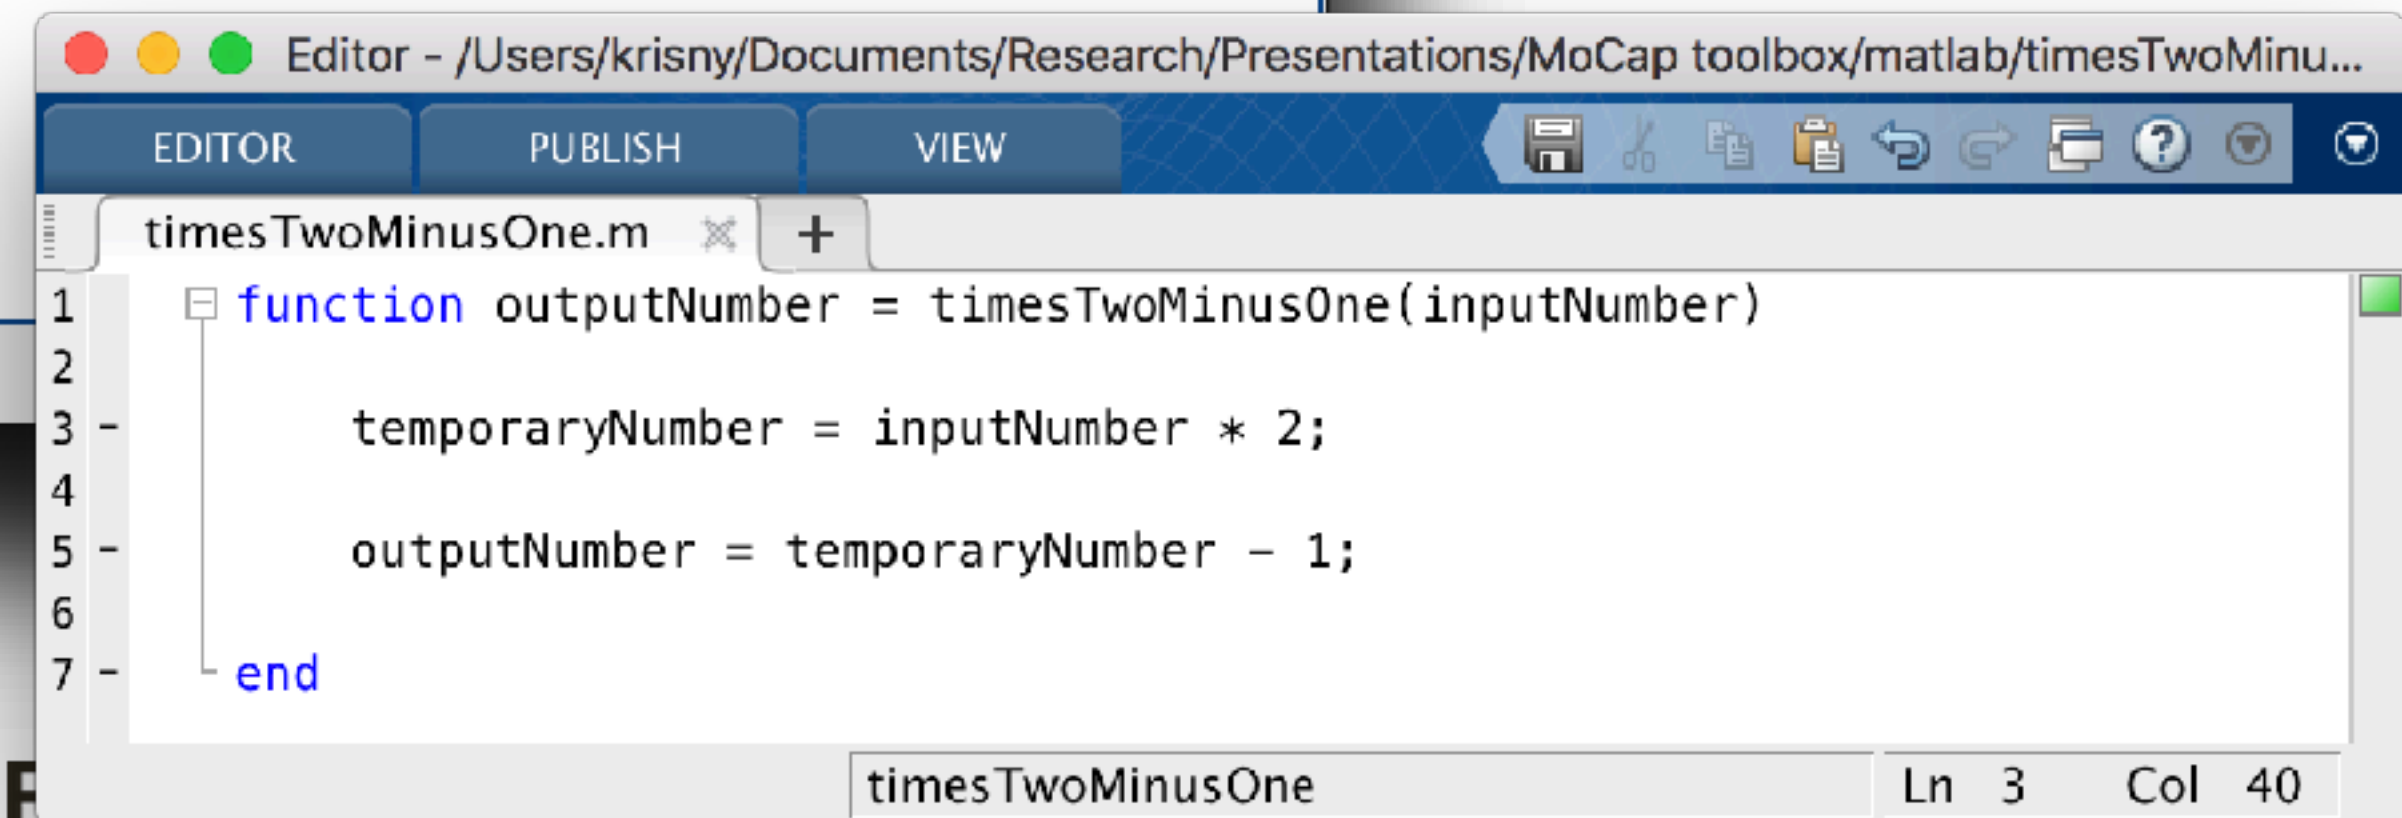 Editor - /Users/krisny/Documents/Research/Presentations/MoCap toolbox/matlab/timesTwoMinu...
EDITOR PUBLISH VIEW
timesTwoMinusOne.m +
1 function outputNumber = timesTwoMinusOne(inputNumber)
2
3 - temporaryNumber = inputNumber * 2;
4
5 - outputNumber = temporaryNumber - 1;
6
7 - end
timesTwoMinusOne Ln 3 Col 40